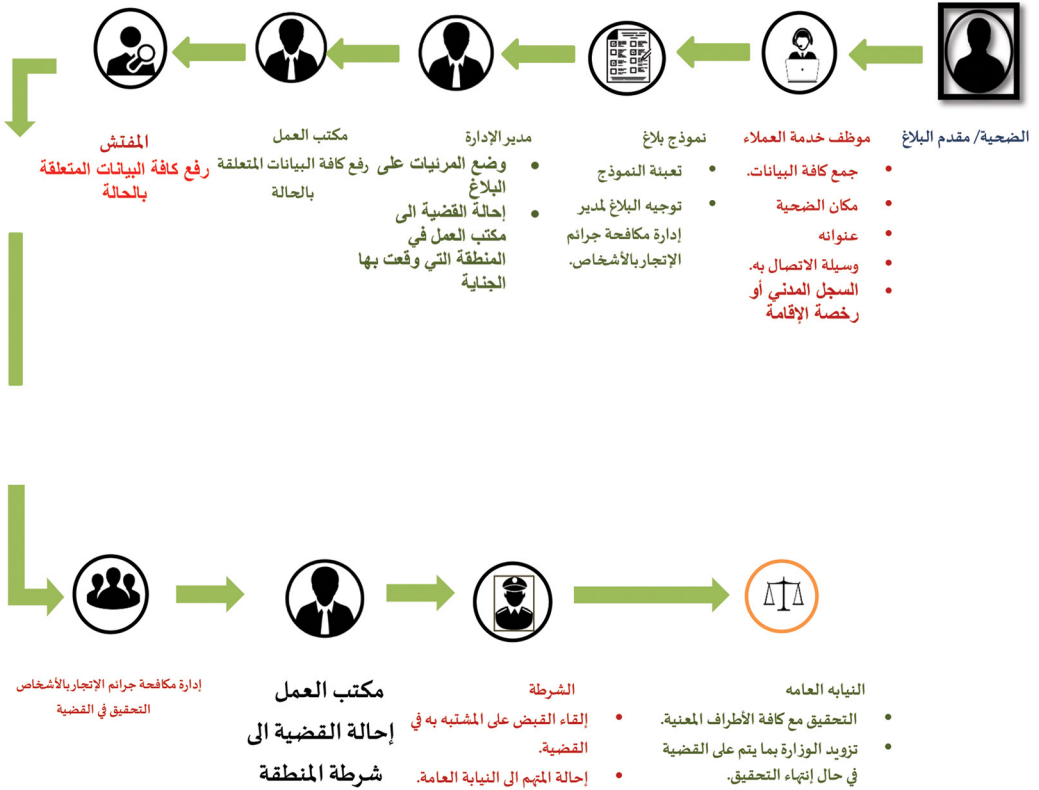 الضحية/ مقدم البلاغ
موظف خدمة العملاء
• جمع كافة البيانات.
• مكان الضحية
• عنوانه
• وسيلة الاتصال به.
• السجل المدني أو
رخصة الإقامة
نموذج بلاغ
• تعبئة النموذج
• توجيه البلاغ لمدير
إدارة مكافحة جرائم
الإتجار بالأشخاص.
مدير الإدارة
• وضع المرئيات على
البلاغ
• إحالة القضية الى
مكتب العمل في
المنطقة التي وقعت بها
الجناية
مكتب العمل
رفع كافة البيانات المتعلقة
بالحالة
المفتش
رفع كافة البيانات المتعلقة
بالحالة
إدارة مكافحة جرائم الإتجار بالأشخاص
التحقيق في القضية
مكتب العمل
إحالة القضية الى
شرطة المنطقة
الشرطة
• إلقاء القبض على المشتبه به في
القضية.
• إحالة المتهم الى النيابة العامة.
النيابه العامه
• التحقيق مع كافة الأطراف المعنية.
• تزويد الوزارة بما يتم على القضية
في حال إنتهاء التحقيق.